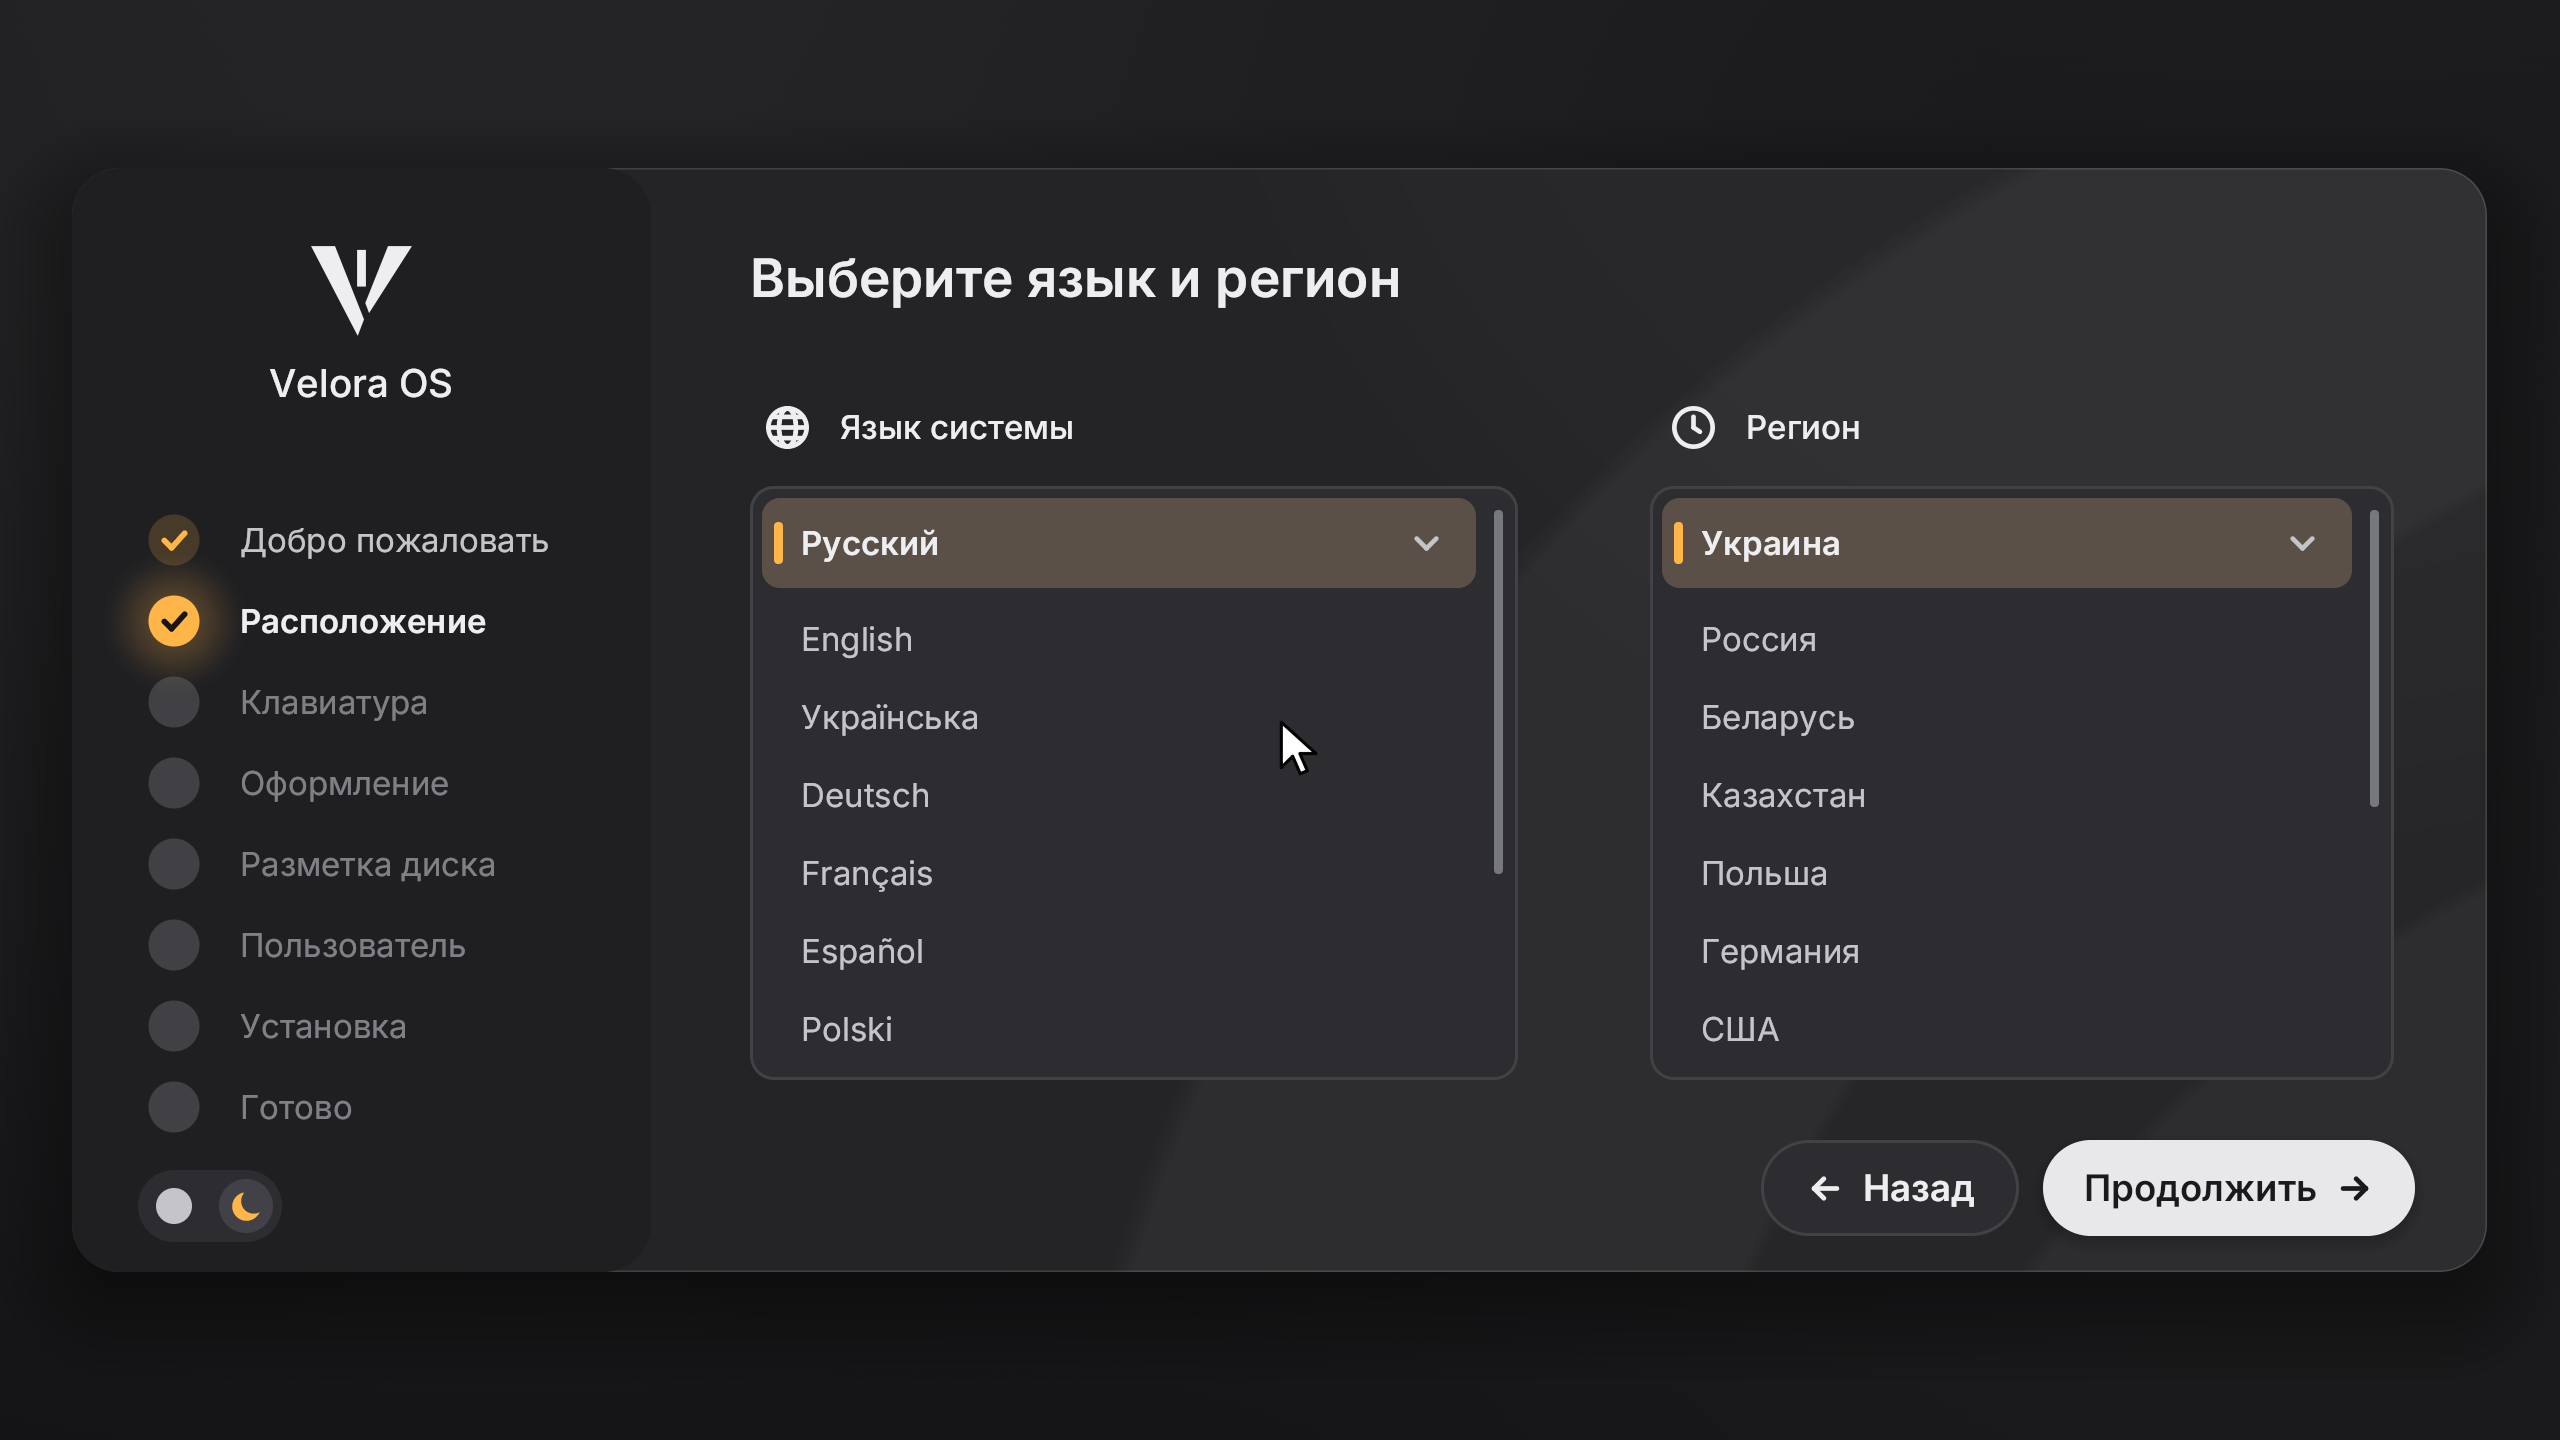 Velora OS
Добро пожаловать
Расположение
Клавиатура
Оформление
Разметка диска
Пользователь
Установка
Готово
Выберите язык и регион
Язык системы
Русский
English
Українська
Deutsch
Français
Español
Polski
Регион
Украина
Россия
Беларусь
Казахстан
Польша
Германия
США
Назад
Продолжить